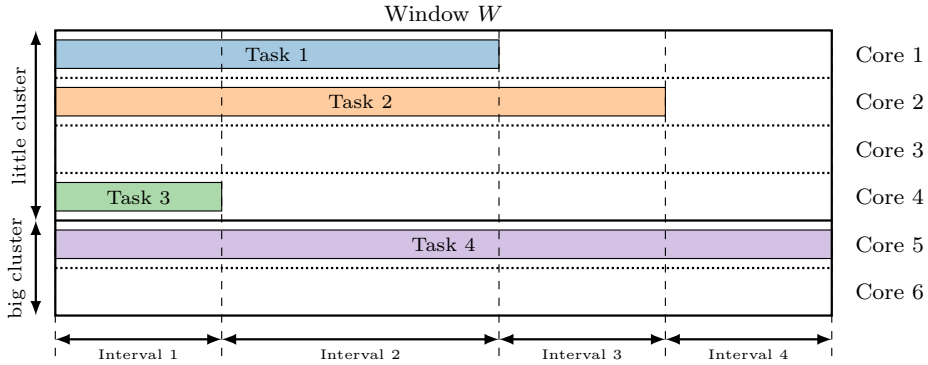 Window W
little cluster
Task 1
Core 1
Task 2
Core 2
Core 3
Task 3
Core 4
big cluster
Task 4
Core 5
Core 6
Interval 1
Interval 2
Interval 3
Interval 4